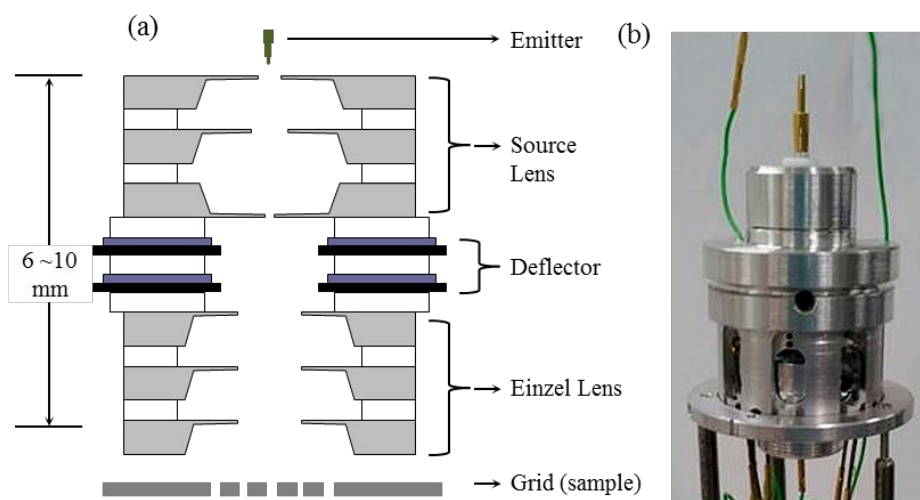 (a)
Emitter
(b)
Source
Lens
6 ~10
mm
Deflector
Einzel Lens
Grid (sample)